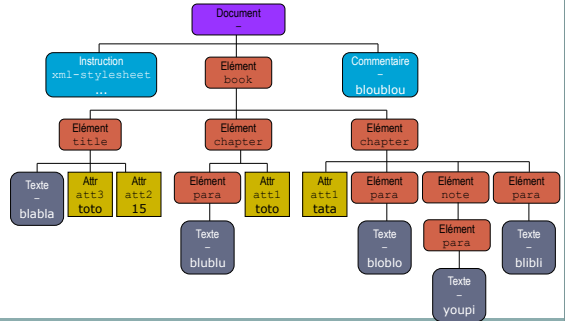 Document
–
Instruction
xml-stylesheet
...
Elément
book
Commentaire
–
bloublou
Elément
title
Elément
chapter
Elément
chapter
Texte
–
blabla
Attr
att3
toto
Attr
att2
15
Elément
para
Attr
att1
toto
Attr
att1
tata
Elément
para
Elément
note
Elément
para
Texte
–
blublu
Texte
–
bloblo
Elément
para
Texte
–
blibli
Texte
–
youpi